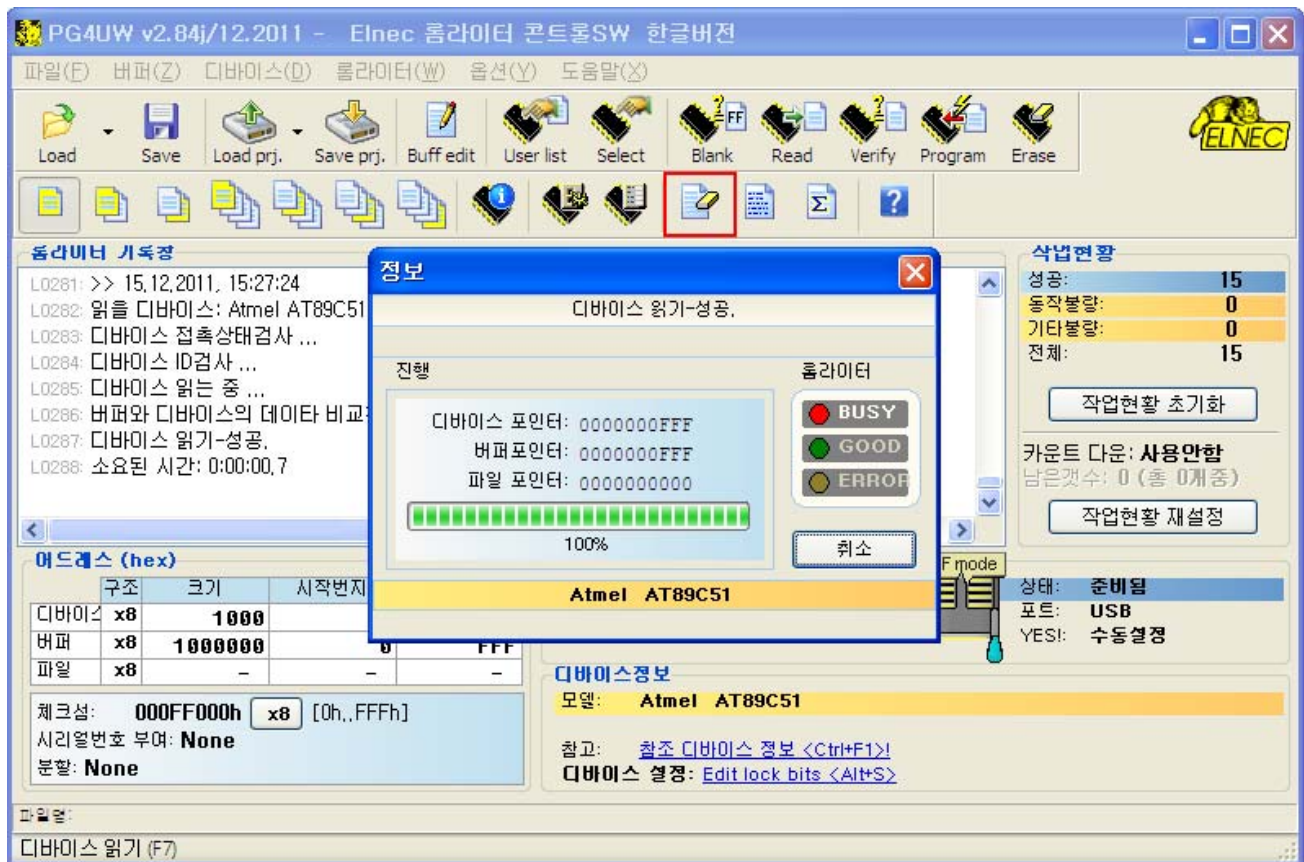 PG4UW v2.84j/12.2011 - Elnec 롬라이터 콘트롤SW 한글버전
파일(F) 버퍼(Z) 디바이스(D) 롬라이터(W) 옵션(Y) 도움말(X)
Load Save Load prj. Save prj. Buff edit User list Select Blank Read Verify Program Erase
ELNEC
롬라이터 기록장
L0281: >> 15,12,2011, 15:27:24
L0282: 읽을 디바이스: Atmel AT89C51
L0283: 디바이스 접촉상태검사 ...
L0284: 디바이스 ID검사 ...
L0285: 디바이스 읽는 중 ...
L0286: 버퍼와 디바이스의 데이타 비교
L0287: 디바이스 읽기-성공.
L0288: 소요된 시간: 0:00:00,7
정보
디바이스 읽기-성공.
진행
디바이스 포인터: 0000000FFF
버퍼포인터: 0000000FFF
파일 포인터: 0000000000
100%
롬라이터
BUSY
GOOD
ERROR
취소
Atmel AT89C51
작업현황
성공: 15
동작불량: 0
기타불량: 0
전체: 15
작업현황 초기화
카운트 다운: 사용안함
남은갯수: 0 (총 0개중)
작업현황 재설정
어드레스 (hex)
구조 크기 시작번지
디바이스 x8 1000
버퍼 x8 1000000 0 FFF
파일 x8 - - -
체크섬: 000FF000h x8 [0h..FFFh]
시리얼번호 부여: None
분할: None
F mode
상태: 준비됨
포트: USB
YES!: 수동설정
디바이스정보
모델: Atmel AT89C51
참고: 참조 디바이스 정보 <Ctrl+F1>!
디바이스 설정: Edit lock bits <Alt+S>
파일명:
디바이스 읽기 (F7)